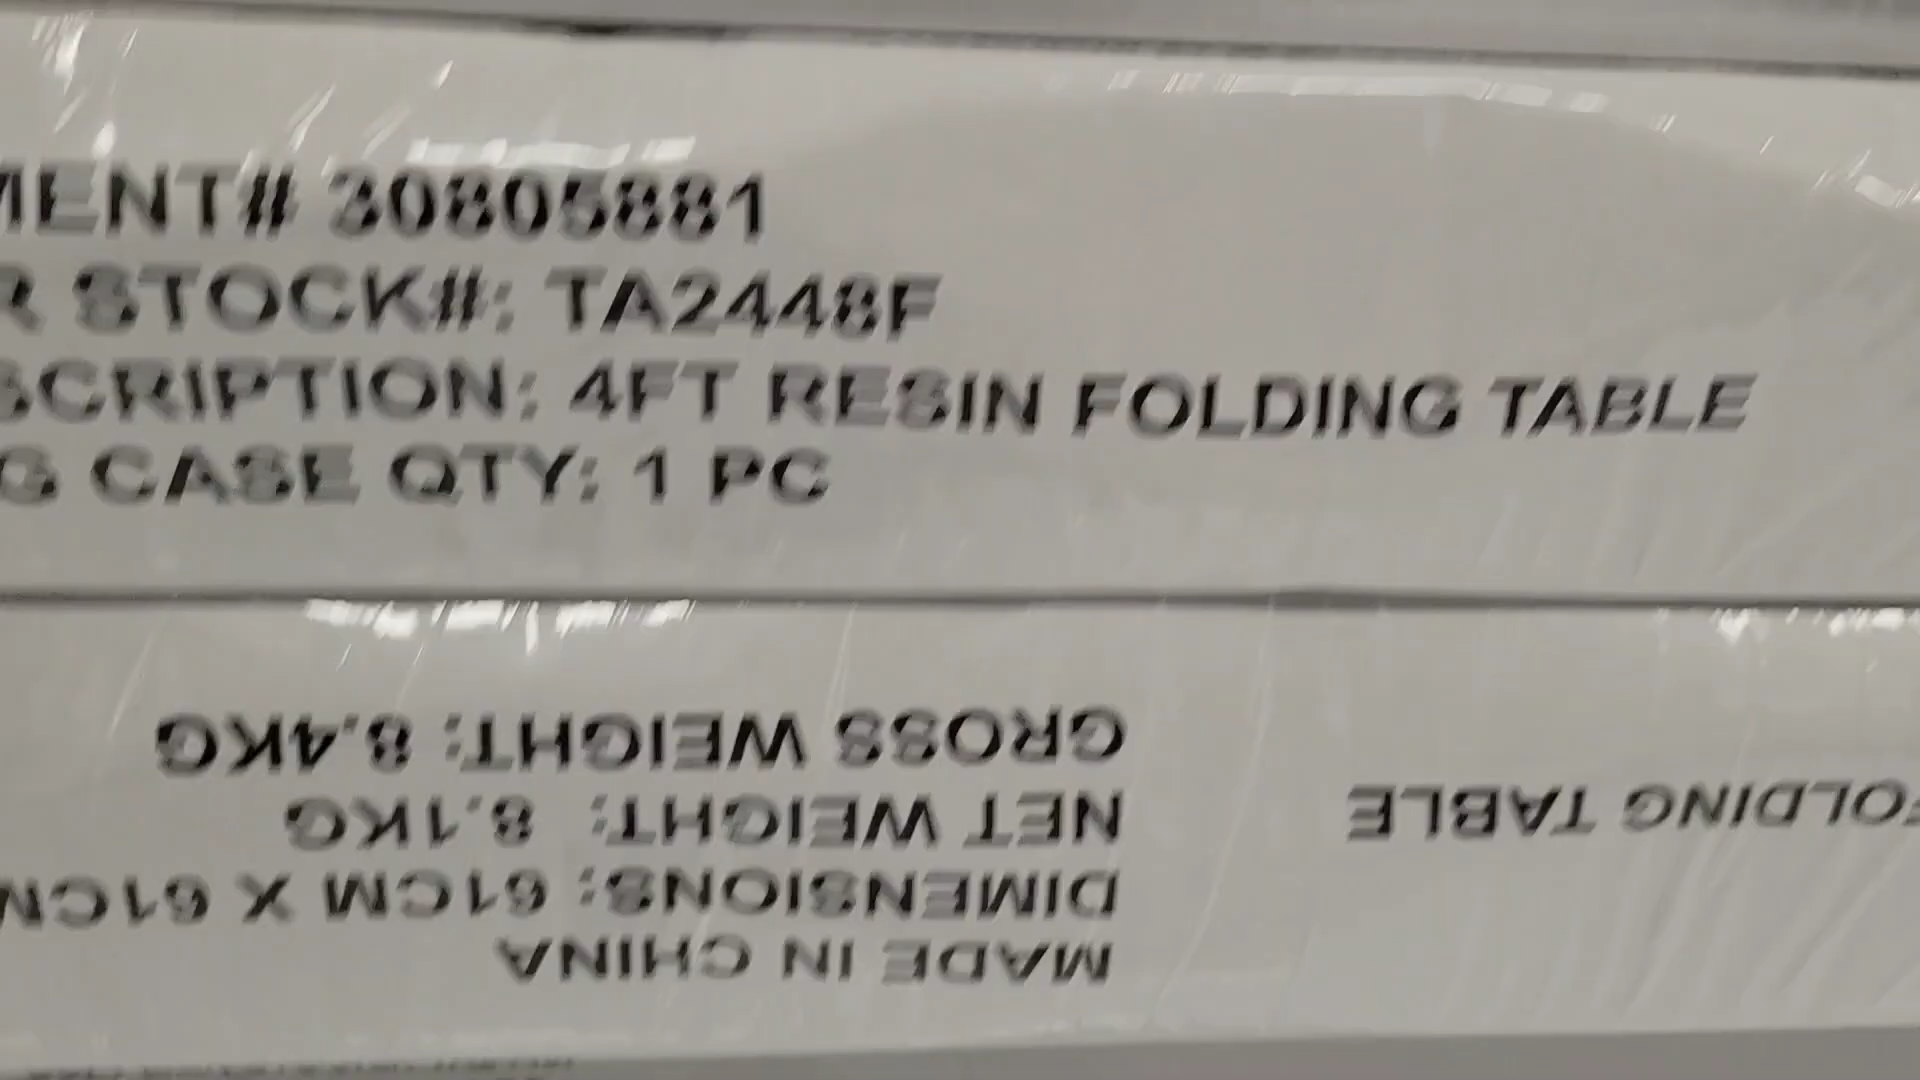 MENT# 30805881
R STOCK#: TA2448F
SCRIPTION: 4FT RESIN FOLDING TABLE
G CASE QTY: 1 PC
GROSS WEIGHT: 8.4KG
NET WEIGHT: 8.1KG
DIMENSIONS: 61CM X 61CM
MADE IN CHINA
FOLDING TABLE